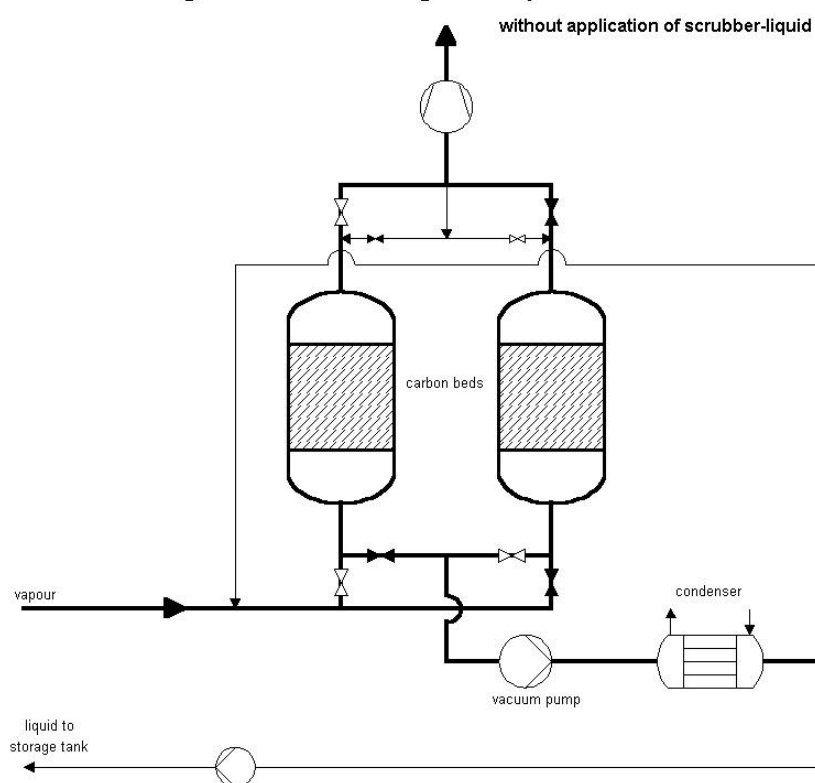 without application of scrubber-liquid
carbon beds
vapour
condenser
vacuum pump
liquid to
storage tank